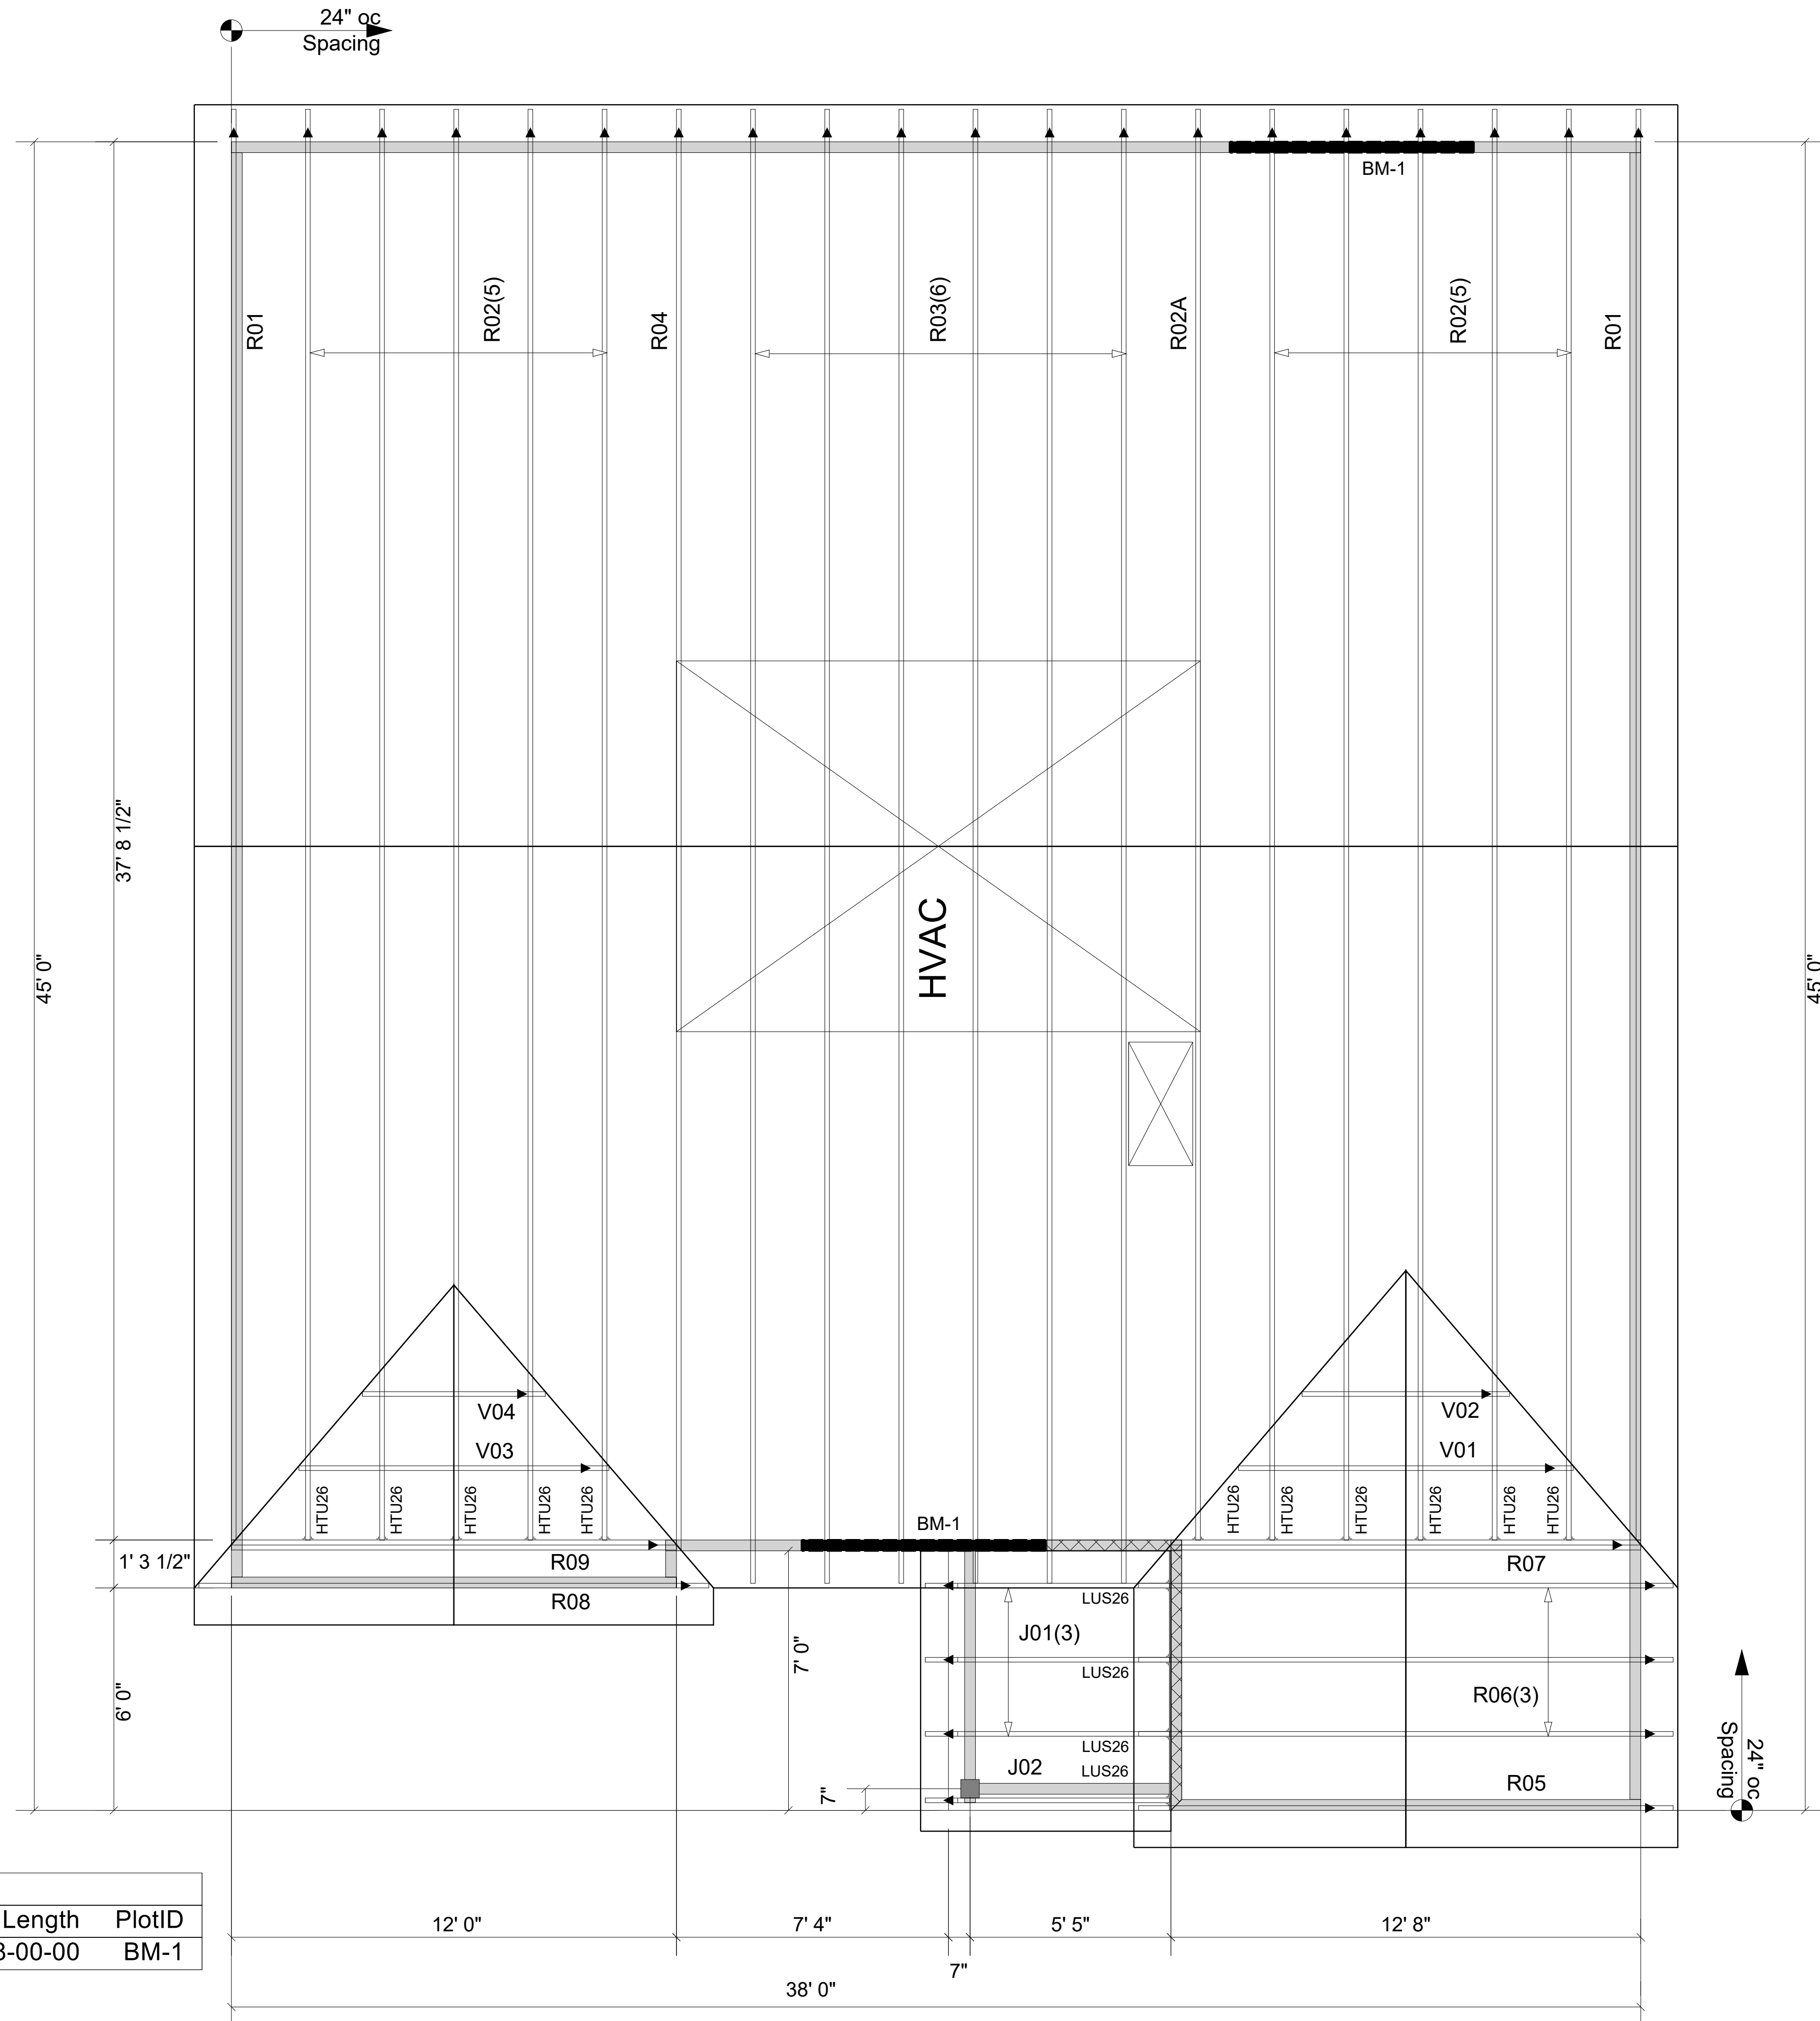 24" oc
Spacing
BM-1
R01
R02(5)
R04
R03(6)
R02A
R02(5)
R01
45' 0"
37' 8 1/2"
45' 0"
HVAC
V04
V03
V02
V01
HTU26
HTU26
HTU26
HTU26
HTU26
HTU26
HTU26
HTU26
HTU26
HTU26
HTU26
BM-1
1' 3 1/2"
R09
R08
R07
LUS26
J01(3)
LUS26
7' 0"
6' 0"
R06(3)
LUS26
J02
LUS26
R05
7"
24" oc
Spacing
Length PlotID
-00-00 BM-1
12' 0"
7' 4"
5' 5"
12' 8"
7"
38' 0"